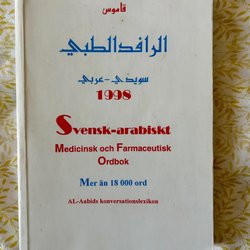 قاموس
الرافد الطبي
سويدي-عربي
1998
Svensk-arabiskt
Medicinsk och Farmaceutisk
Ordbok
Mer än 18 000 ord
AL-Aabids konversationslexikon